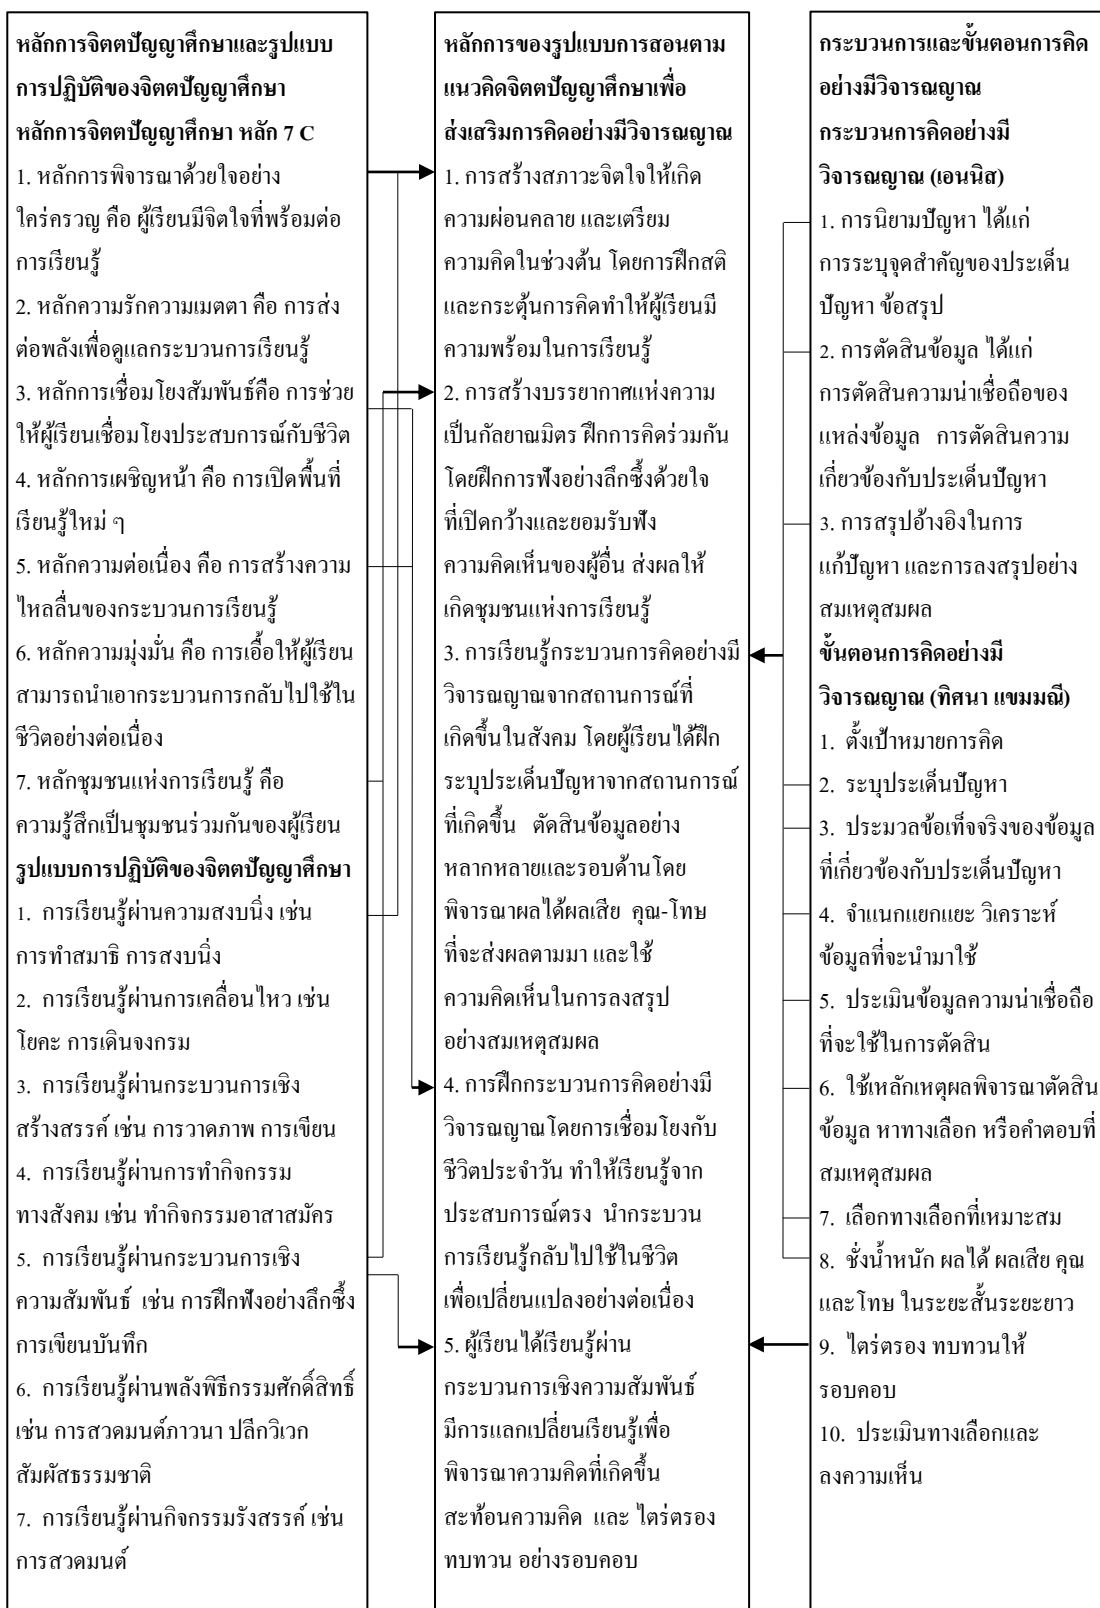 หลักการจิตตปัญญาศึกษาและรูปแบบ
การปฏิบัติของจิตตปัญญาศึกษา
หลักการจิตตปัญญาศึกษา หลัก 7 C
1. หลักการพิจารณาด้วยใจอย่าง
ใคร่ครวญ คือ ผู้เรียนมีจิตใจที่พร้อมต่อ
การเรียนรู้
2. หลักความรักความเมตตา คือ การส่ง
ต่อพลังเพื่อดูแลกระบวนการเรียนรู้
3. หลักการเชื่อมโยงสัมพันธ์คือ การช่วย
ให้ผู้เรียนเชื่อมโยงประสบการณ์กับชีวิต
4. หลักการเผชิญหน้า คือ การเปิดพื้นที่
เรียนรู้ใหม่ ๆ
5. หลักความต่อเนื่อง คือ การสร้างความ
ไหลลื่นของกระบวนการเรียนรู้
6. หลักความมุ่งมั่น คือ การเอื้อให้ผู้เรียน
สามารถนำเอากระบวนการกลับไปใช้ใน
ชีวิตอย่างต่อเนื่อง
7. หลักชุมชนแห่งการเรียนรู้ คือ
ความรู้สึกเป็นชุมชนร่วมกันของผู้เรียน
รูปแบบการปฏิบัติของจิตตปัญญาศึกษา
1. การเรียนรู้ผ่านความสงบนิ่ง เช่น
การทำสมาธิ การสงบนิ่ง
2. การเรียนรู้ผ่านการเคลื่อนไหว เช่น
โยคะ การเดินจงกรม
3. การเรียนรู้ผ่านกระบวนการเชิง
สร้างสรรค์ เช่น การวาดภาพ การเขียน
4. การเรียนรู้ผ่านการทำกิจกรรม
ทางสังคม เช่น ทำกิจกรรมอาสาสมัคร
5. การเรียนรู้ผ่านกระบวนการเชิง
ความสัมพันธ์ เช่น การฝึกฟังอย่างลึกซึ้ง
การเขียนบันทึก
6. การเรียนรู้ผ่านพลังพิธีกรรมศักดิ์สิทธิ์
เช่น การสวดมนต์ภาวนา ปลีกวิเวก
สัมผัสธรรมชาติ
7. การเรียนรู้ผ่านกิจกรรมรังสรรค์ เช่น
การสวดมนต์
หลักการของรูปแบบการสอนตาม
แนวคิดจิตตปัญญาศึกษาเพื่อ
ส่งเสริมการคิดอย่างมีวิจารณญาณ
1. การสร้างสภาวะจิตใจให้เกิด
ความผ่อนคลาย และเตรียม
ความคิดในช่วงต้น โดยการฝึกสติ
และกระตุ้นการคิดทำให้ผู้เรียนมี
ความพร้อมในการเรียนรู้
2. การสร้างบรรยากาศแห่งความ
เป็นกัลยาณมิตร ฝึกการคิดร่วมกัน
โดยฝึกการฟังอย่างลึกซึ้งด้วยใจ
ที่เปิดกว้างและยอมรับฟัง
ความคิดเห็นของผู้อื่น ส่งผลให้
เกิดชุมชนแห่งการเรียนรู้
3. การเรียนรู้กระบวนการคิดอย่างมี
วิจารณญาณจากสถานการณ์ที่
เกิดขึ้นในสังคม โดยผู้เรียนได้ฝึก
ระบุประเด็นปัญหาจากสถานการณ์
ที่เกิดขึ้น ตัดสินข้อมูลอย่าง
หลากหลายและรอบด้านโดย
พิจารณาผลได้ผลเสีย คุณ-โทษ
ที่จะส่งผลตามมา และใช้
ความคิดเห็นในการลงสรุป
อย่างสมเหตุสมผล
4. การฝึกกระบวนการคิดอย่างมี
วิจารณญาณโดยการเชื่อมโยงกับ
ชีวิตประจำวัน ทำให้เรียนรู้จาก
ประสบการณ์ตรง นำกระบวน
การเรียนรู้กลับไปใช้ในชีวิต
เพื่อเปลี่ยนแปลงอย่างต่อเนื่อง
5. ผู้เรียนได้เรียนรู้ผ่าน
กระบวนการเชิงความสัมพันธ์
มีการแลกเปลี่ยนเรียนรู้เพื่อ
พิจารณาความคิดที่เกิดขึ้น
สะท้อนความคิด และ ไตร่ตรอง
ทบทวน อย่างรอบคอบ
กระบวนการและขั้นตอนการคิด
อย่างมีวิจารณญาณ
กระบวนการคิดอย่างมี
วิจารณญาณ (เอนนิส)
1. การนิยามปัญหา ได้แก่
การระบุจุดสำคัญของประเด็น
ปัญหา ข้อสรุป
2. การตัดสินข้อมูล ได้แก่
การตัดสินความน่าเชื่อถือของ
แหล่งข้อมูล การตัดสินความ
เกี่ยวข้องกับประเด็นปัญหา
3. การสรุปอ้างอิงในการ
แก้ปัญหา และการลงสรุปอย่าง
สมเหตุสมผล
ขั้นตอนการคิดอย่างมี
วิจารณญาณ (ทิศนา แขมมณี)
1. ตั้งเป้าหมายการคิด
2. ระบุประเด็นปัญหา
3. ประมวลข้อเท็จจริงของข้อมูล
ที่เกี่ยวข้องกับประเด็นปัญหา
4. จำแนกแยกแยะ วิเคราะห์
ข้อมูลที่จะนำมาใช้
5. ประเมินข้อมูลความน่าเชื่อถือ
ที่จะใช้ในการตัดสิน
6. ใช้เหลักเหตุผลพิจารณาตัดสิน
ข้อมูล หาทางเลือก หรือคำตอบที่
สมเหตุสมผล
7. เลือกทางเลือกที่เหมาะสม
8. ชั่งน้ำหนัก ผลได้ ผลเสีย คุณ
และโทษ ในระยะสั้นระยะยาว
9. ไตร่ตรอง ทบทวนให้
รอบคอบ
10. ประเมินทางเลือกและ
ลงความเห็น